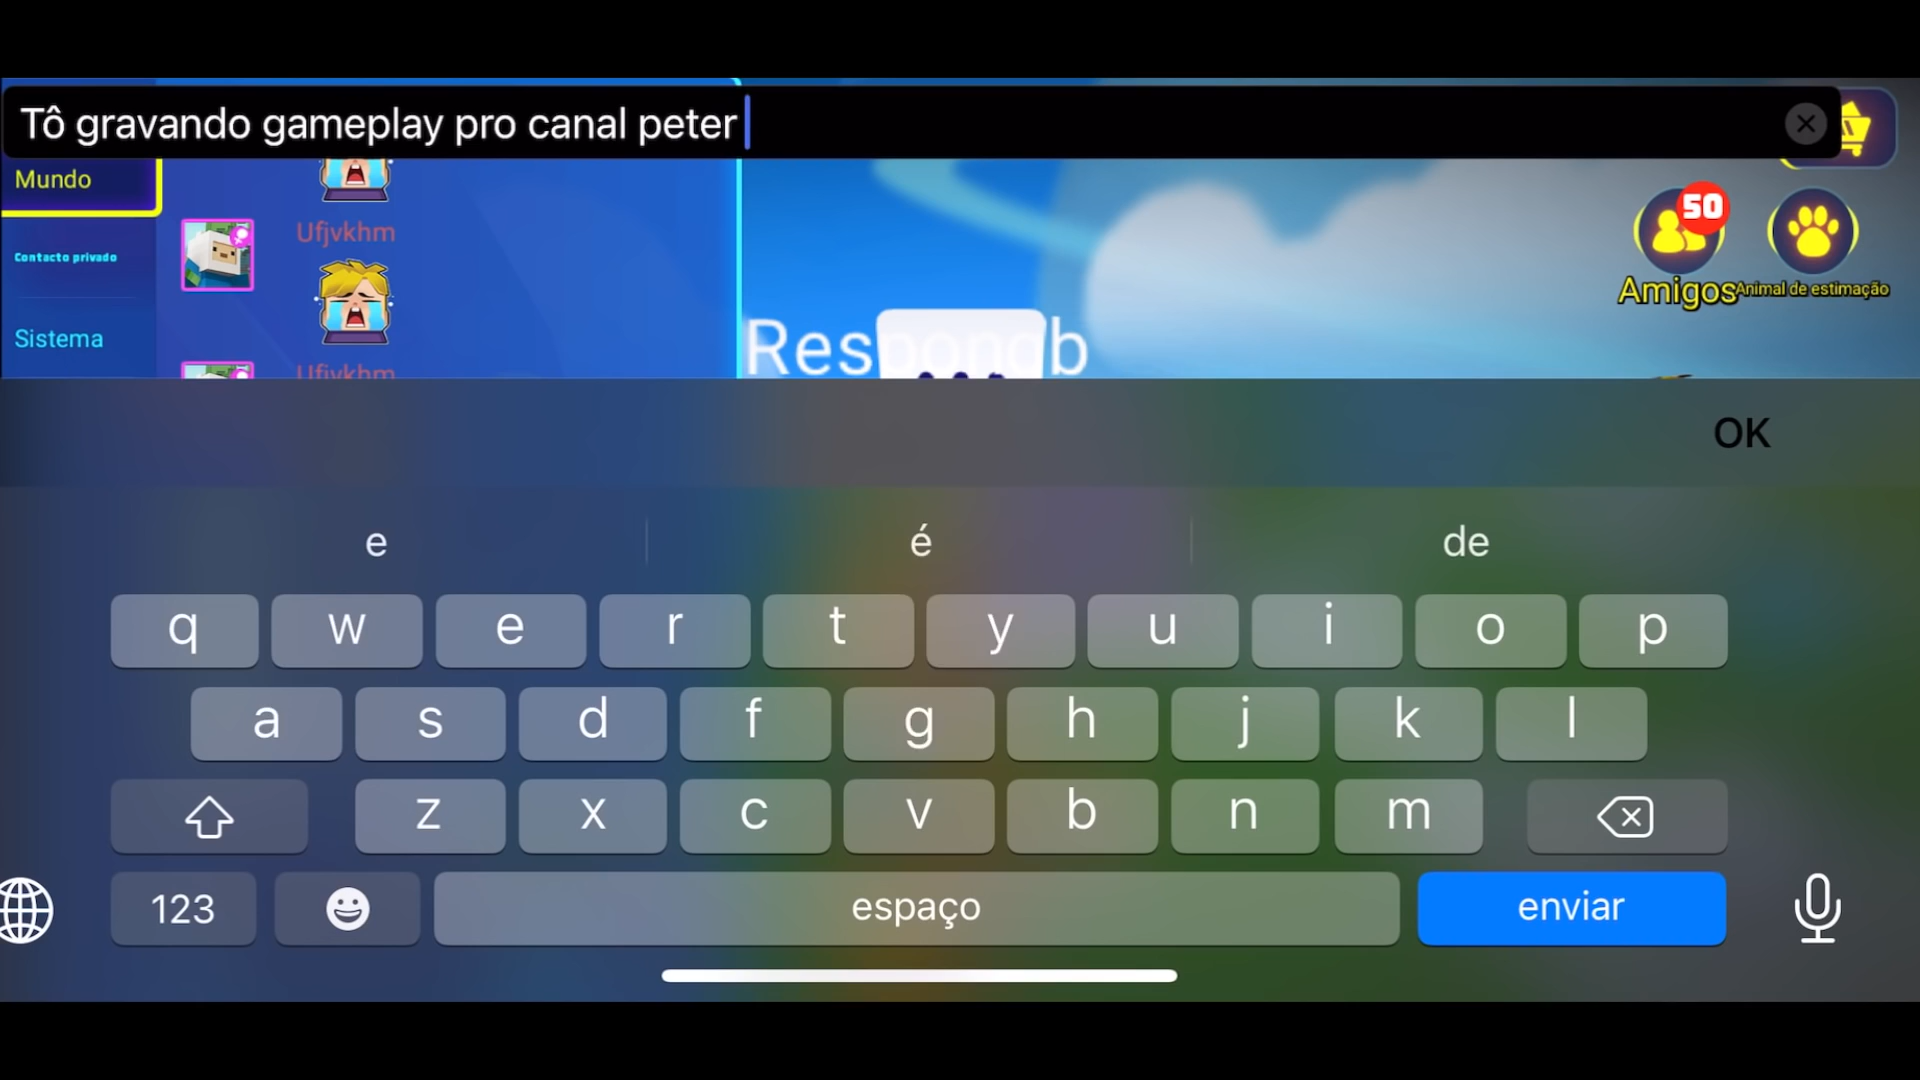 Tô gravando gameplay pro canal peter
Mundo
Ufjvkhm
50
Contacto privado
Amigos
Animal de estimação
Sistema
Ufjvkhm
OK
e
é
de
q w e r t y u i o p
a s d f g h j k l
z x c v b n m
123
espaço
enviar